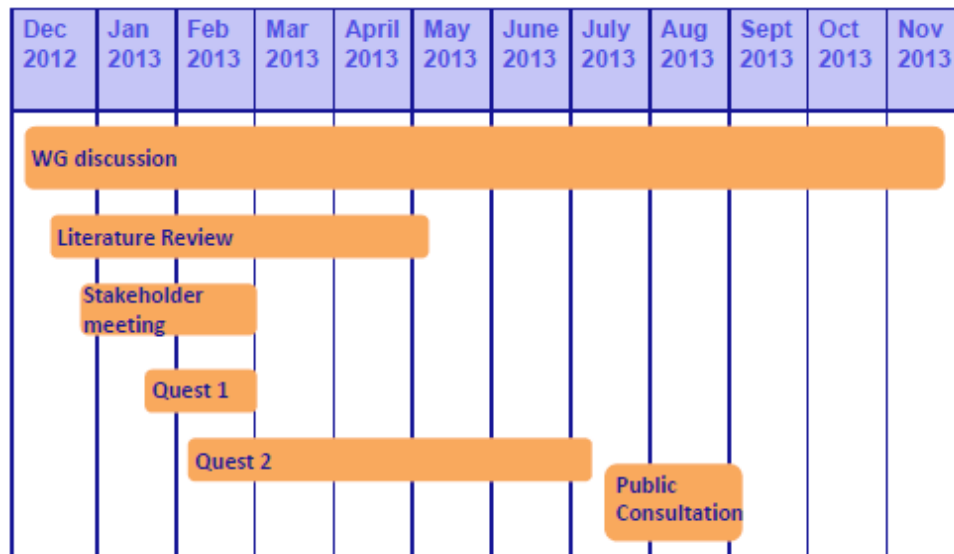 Dec Jan Feb Mar April May June July Aug Sept Oct Nov
2012 2013 2013 2013 2013 2013 2013 2013 2013 2013 2013 2013
WG discussion
Literature Review
Stakeholder
meeting
Quest 1
Quest 2
Public
Consultation